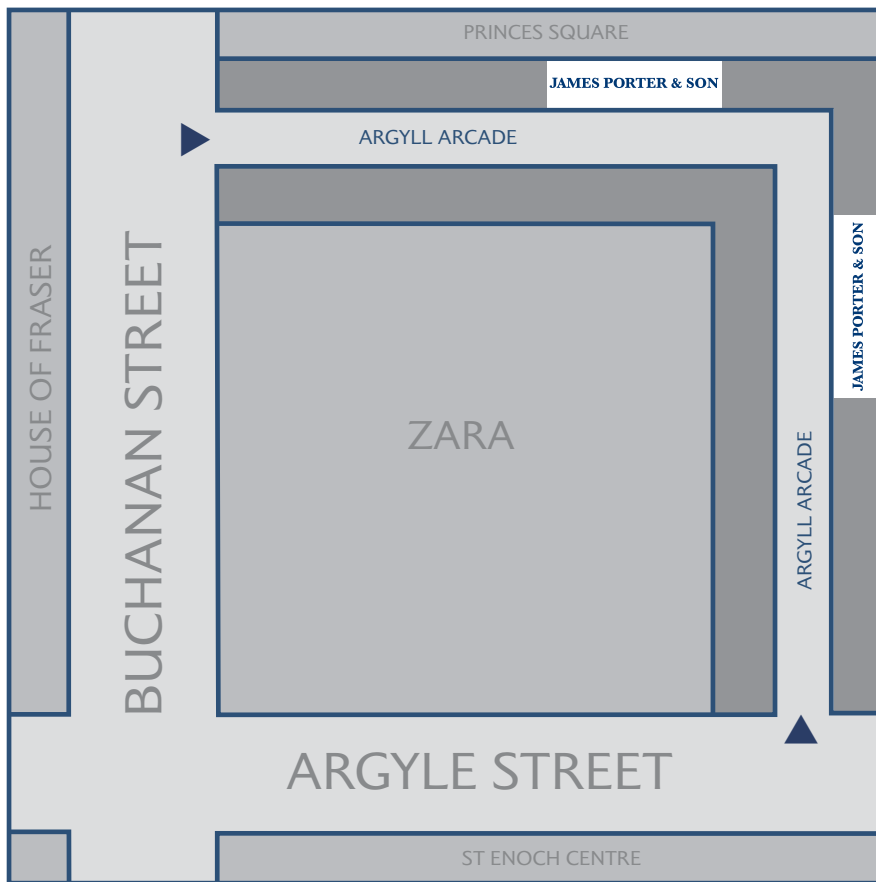 PRINCES SQUARE
JAMES PORTER & SON
ARGYLL ARCADE
JAMES PORTER & SON
HOUSE OF FRASER
BUCHANAN STREET
ZARA
ARGYLL ARCADE
ARGYLE STREET
ST ENOCH CENTRE